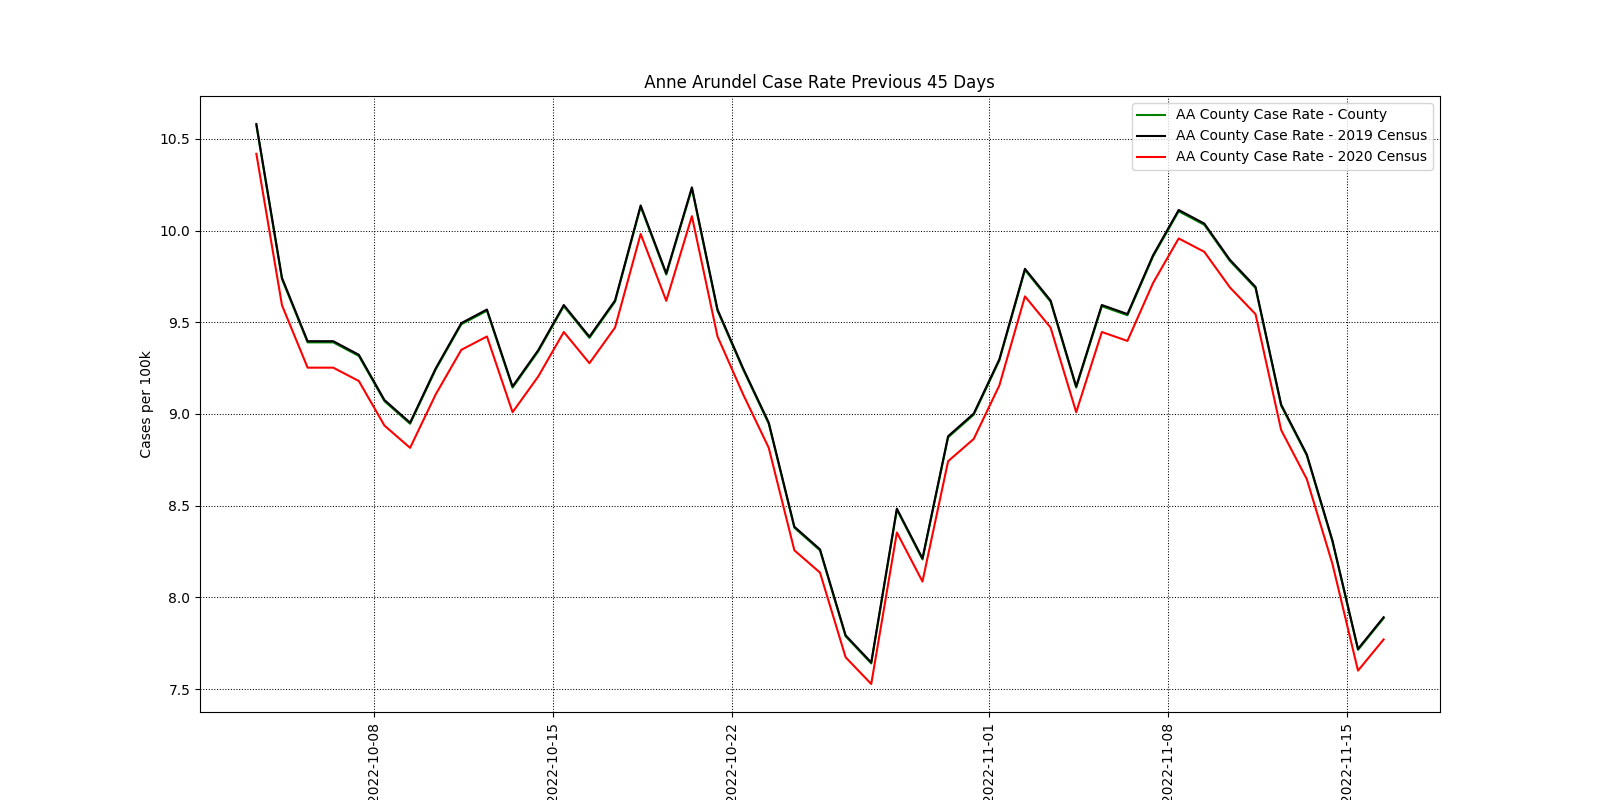 Anne Arundel Case Rate Previous 45 Days
AA County Case Rate - County
AA County Case Rate - 2019 Census
AA County Case Rate - 2020 Census
Cases per 100k
10.5
10.0
9.5
9.0
8.5
8.0
7.5
2022-10-08
2022-10-15
2022-10-22
2022-11-01
2022-11-08
2022-11-15